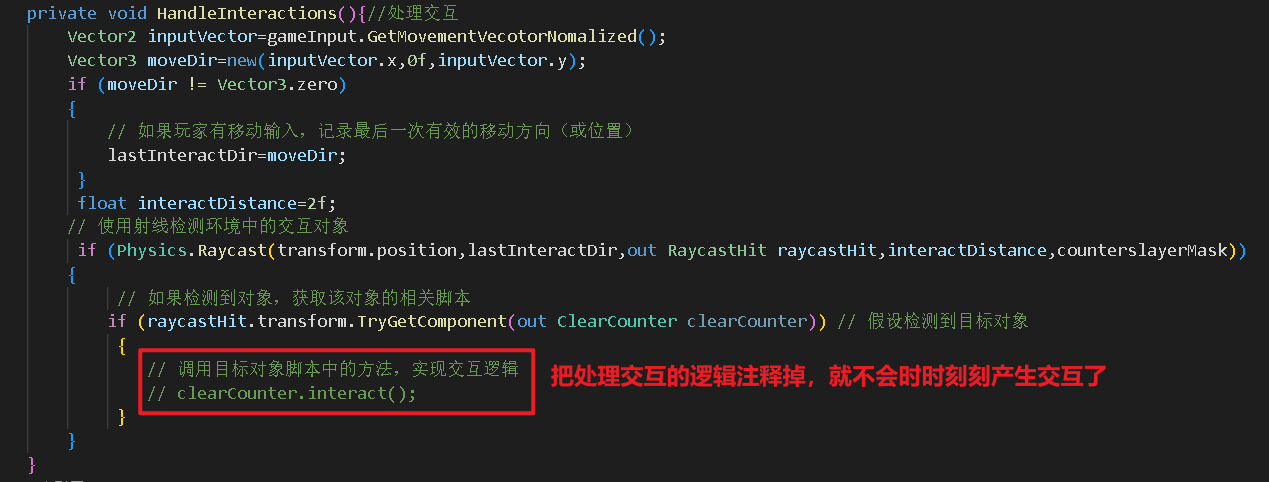 private void HandleInteractions(){//处理交互
Vector2 inputVector=gameInput.GetMovementVecotorNomalized();
Vector3 moveDir=new(inputVector.x,0f,inputVector.y);
if (moveDir != Vector3.zero)
{
// 如果玩家有移动输入，记录最后一次有效的移动方向（或位置）
lastInteractDir=moveDir;
}
float interactDistance=2f;
// 使用射线检测环境中的交互对象
if (Physics.Raycast(transform.position,lastInteractDir,out RaycastHit raycastHit,interactDistance,counterslayerMask))
{
// 如果检测到对象，获取该对象的相关脚本
if (raycastHit.transform.TryGetComponent(out ClearCounter clearCounter)) // 假设检测到目标对象
{
// 调用目标对象脚本中的方法，实现交互逻辑
// clearCounter.interact();
把处理交互的逻辑注释掉，就不会时时刻刻产生交互了
}
}
}